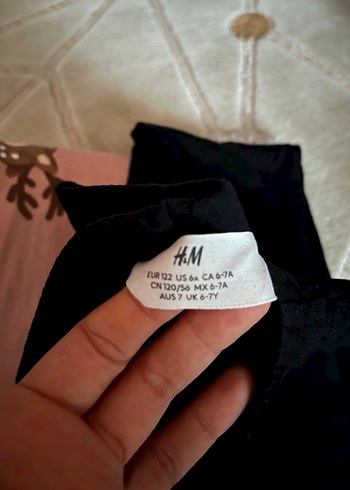 H&M
EUR 122 US 6x CA 6-7A
CN 120/56 MX 6-7A
AUS 7 UK 6-7Y